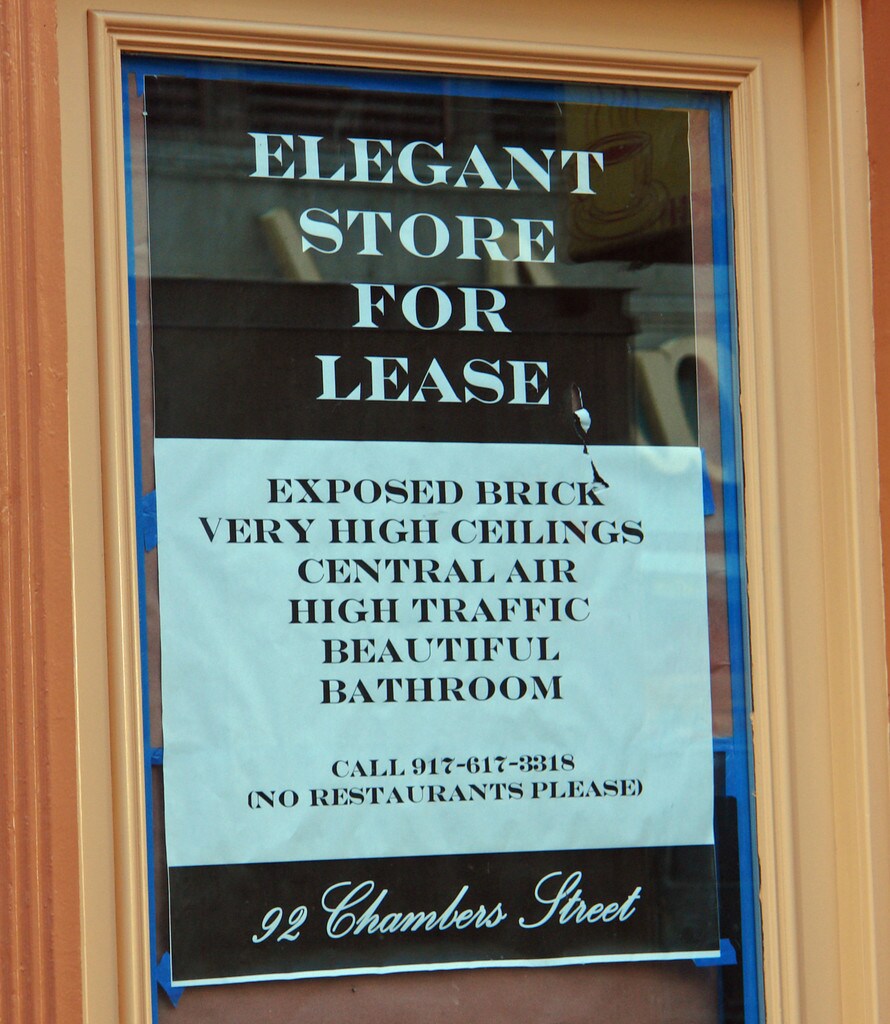 ELEGANT
STORE
FOR
LEASE
EXPOSED BRICK
VERY HIGH CEILINGS
CENTRAL AIR
HIGH TRAFFIC
BEAUTIFUL
BATHROOM
CALL 917-617-3318
(NO RESTAURANTS PLEASE)
92 Chambers Street